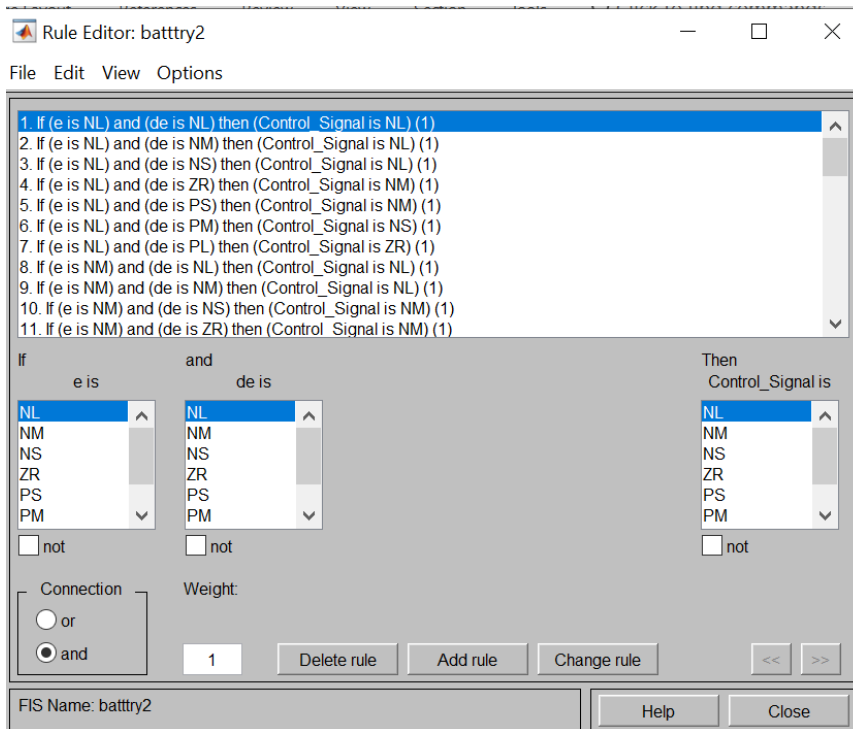 Rule Editor: batttry2
File Edit View Options
1. If (e is NL) and (de is NL) then (Control_Signal is NL) (1)
2. If (e is NL) and (de is NM) then (Control_Signal is NL) (1)
3. If (e is NL) and (de is NS) then (Control_Signal is NL) (1)
4. If (e is NL) and (de is ZR) then (Control_Signal is NM) (1)
5. If (e is NL) and (de is PS) then (Control_Signal is NM) (1)
6. If (e is NL) and (de is PM) then (Control_Signal is NS) (1)
7. If (e is NL) and (de is PL) then (Control_Signal is ZR) (1)
8. If (e is NM) and (de is NL) then (Control_Signal is NL) (1)
9. If (e is NM) and (de is NM) then (Control_Signal is NL) (1)
10. If (e is NM) and (de is NS) then (Control_Signal is NM) (1)
11. If (e is NM) and (de is ZR) then (Control_Signal is NM) (1)
If and Then
e is de is Control_Signal is
NL NL NL
NM NM NM
NS NS NS
ZR ZR ZR
PS PS PS
PM PM PM
not not not
Connection Weight:
or
and 1 Delete rule Add rule Change rule << >>
FIS Name: batttry2 Help Close